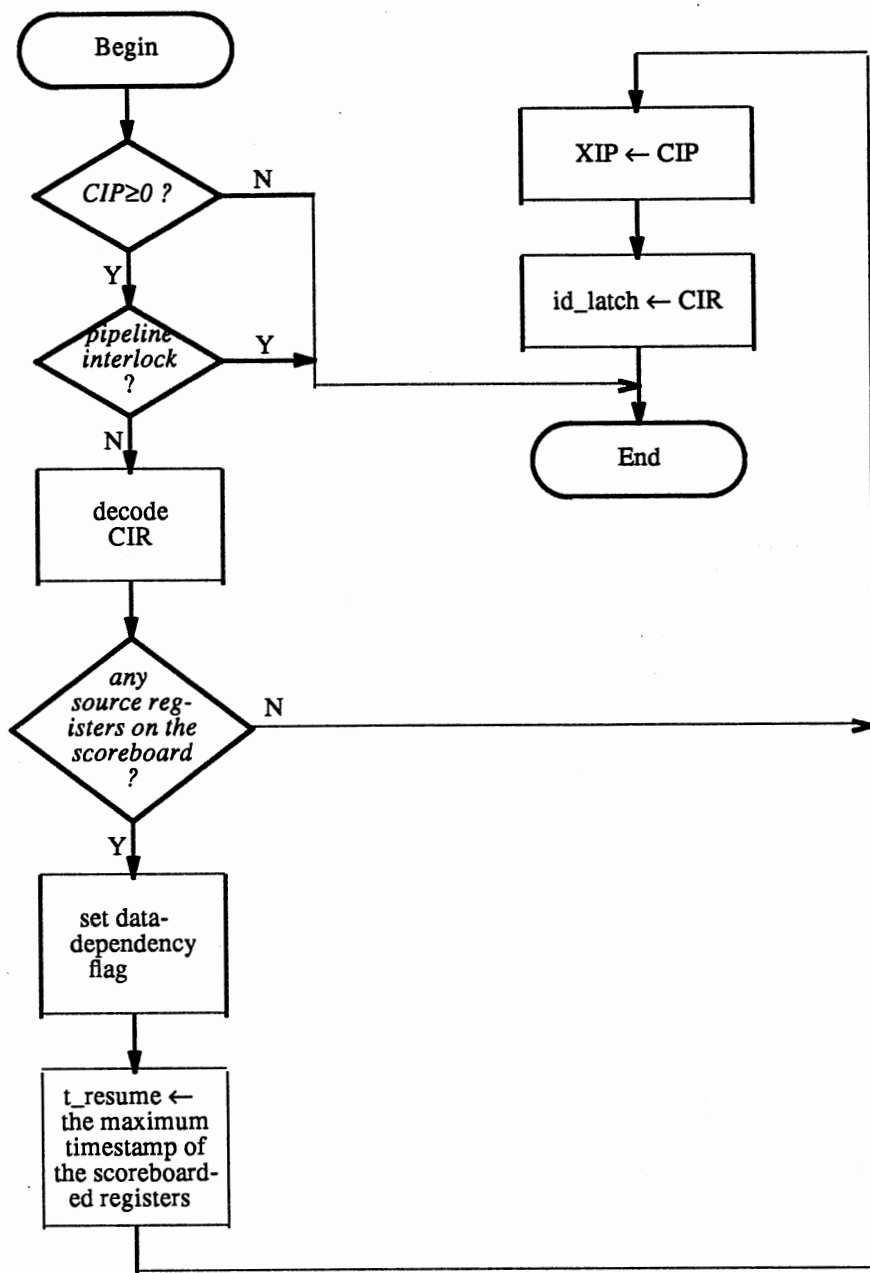 Begin
CIP≥0 ?
N
Y
pipeline
interlock
?
Y
N
decode
CIR
any
source reg-
isters on the
scoreboard
?
N
Y
set data-
dependency
flag
t_resume ←
the maximum
timestamp of
the scoreboard-
ed registers
XIP ← CIP
id_latch ← CIR
End